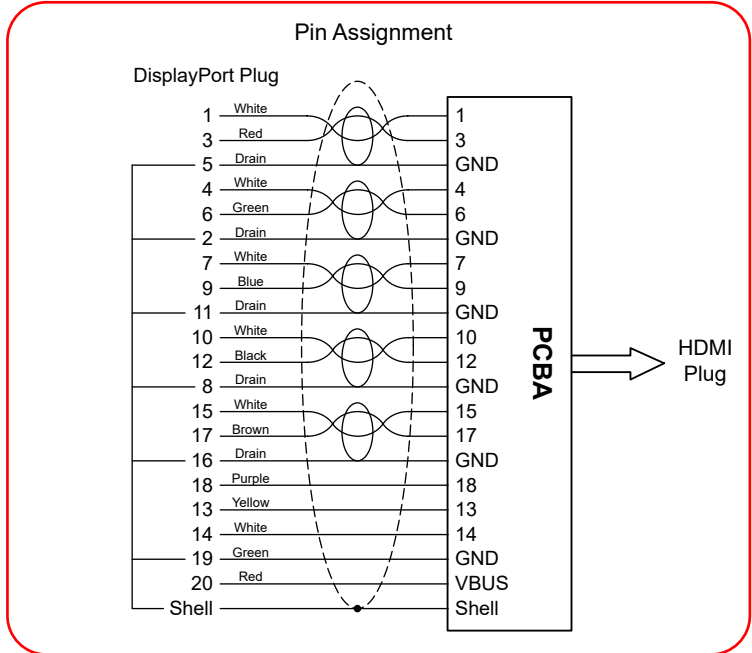 Pin Assignment
DisplayPort Plug
1 White 1
3 Red 3
5 Drain GND
4 White 4
6 Green 6
2 Drain GND
7 White 7
9 Blue 9
11 Drain GND
10 White 10
12 Black 12
8 Drain GND
15 White 15
17 Brown 17
16 Drain GND
18 Purple 18
13 Yellow 13
14 White 14
19 Green GND
20 Red VBUS
Shell Shell
PCBA
HDMI
Plug